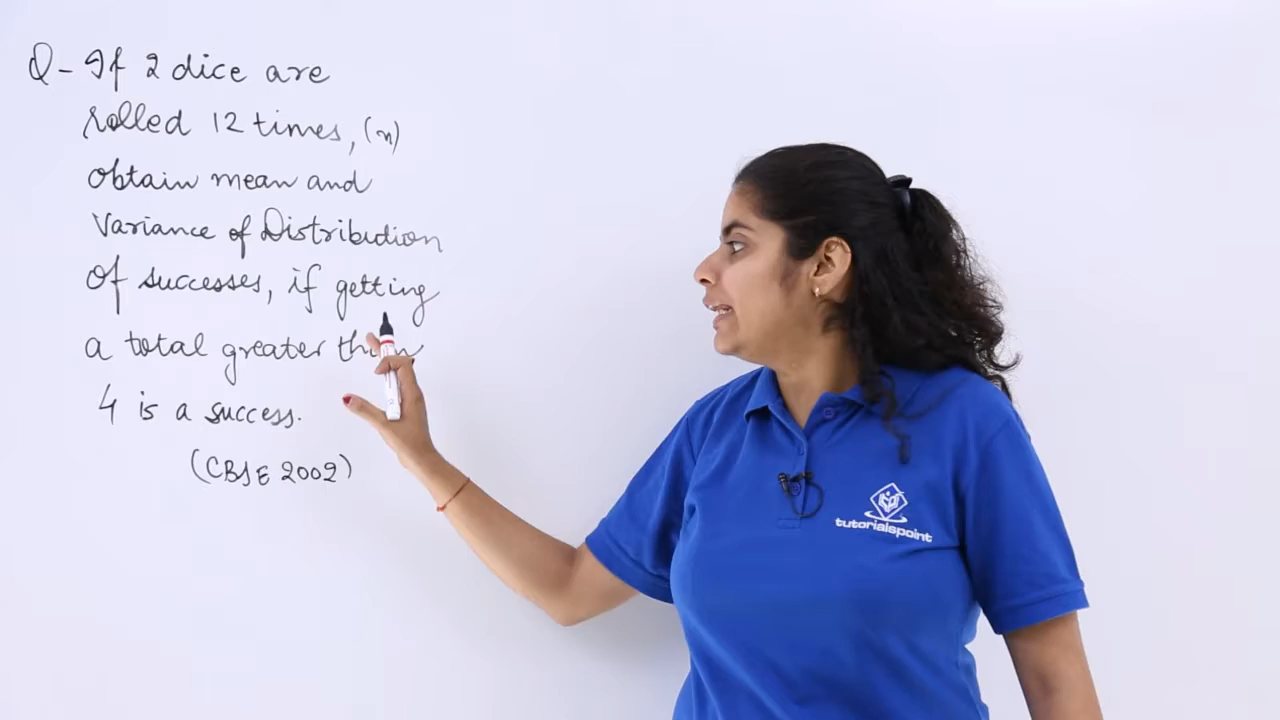 Q- If 2 dice are
rolled 12 times, (n)
obtain mean and
Variance of Distribution
of successes, if getting
a total greater than
4 is a success.
(CBSE 2002)
tutorialspoint